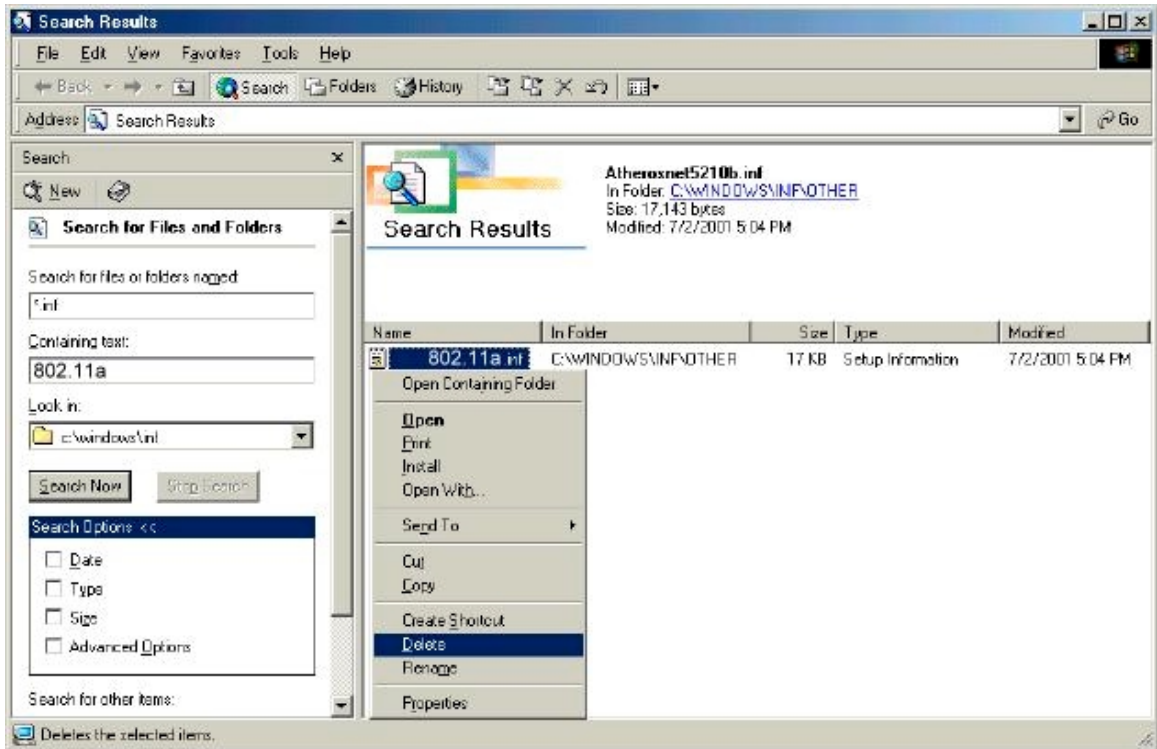 Search Results
File Edit View Favorites Tools Help
Back Search Folders History
Address Search Results Go
Search
New
Search for Files and Folders
Search for files or folders named:
*.inf
Containing text:
802.11a
Look in:
c:\windows\inf
Search Now Stop Search
Search Options <<
Date
Type
Size
Advanced Options
Search for other items:
Search Results
Atherosnet5210b.inf
In Folder: C:\WINDOWS\INF\OTHER
Size: 17,143 bytes
Modified: 7/2/2001 5:04 PM
Name In Folder Size Type Modified
802.11a.inf C:\WINDOWS\INF\OTHER 17 KB Setup Information 7/2/2001 5:04 PM
Open Containing Folder
Open
Print
Install
Open With...
Send To
Cut
Copy
Create Shortcut
Delete
Rename
Properties
Deletes the selected items.